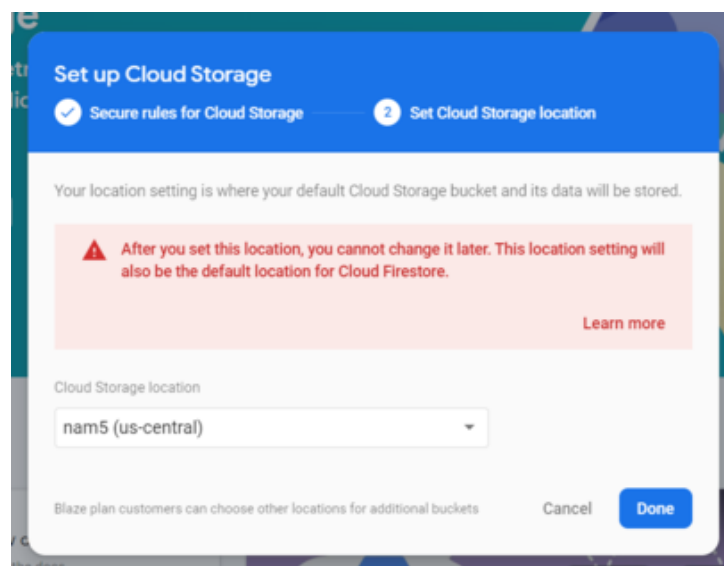 Set up Cloud Storage
Secure rules for Cloud Storage
2 Set Cloud Storage location
Your location setting is where your default Cloud Storage bucket and its data will be stored.
After you set this location, you cannot change it later. This location setting will
also be the default location for Cloud Firestore.
Learn more
Cloud Storage location
nam5 (us-central)
Blaze plan customers can choose other locations for additional buckets
Cancel
Done